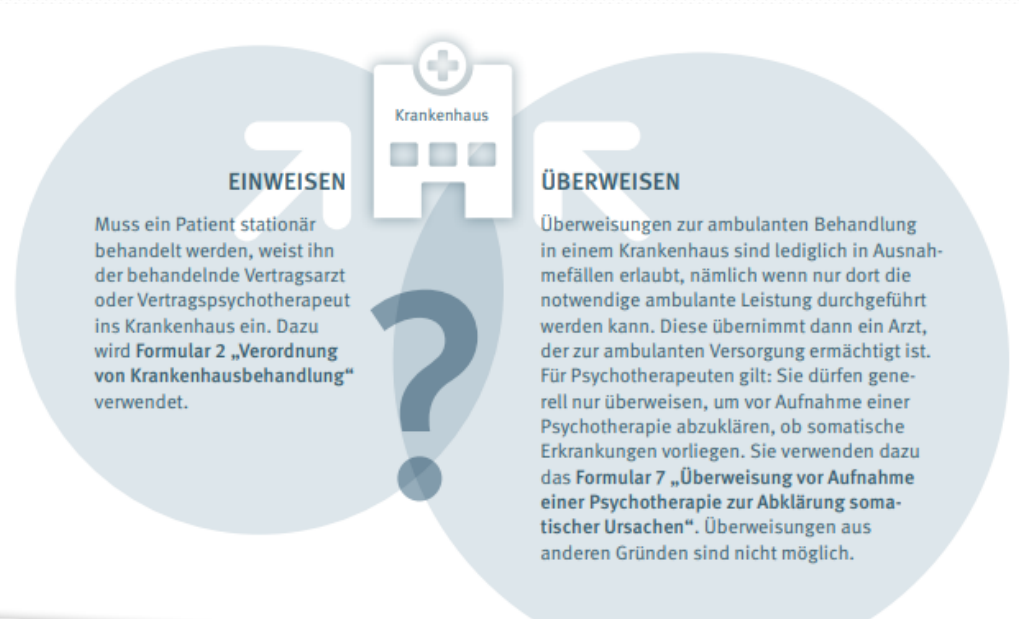 Krankenhaus
EINWEISEN
Muss ein Patient stationär
behandelt werden, weist ihn
der behandelnde Vertragsarzt
oder Vertragspsychotherapeut
ins Krankenhaus ein. Dazu
wird Formular 2 „Verordnung
von Krankenhausbehandlung“
verwendet.
ÜBERWEISEN
Überweisungen zur ambulanten Behandlung
in einem Krankenhaus sind lediglich in Ausnah-
mefällen erlaubt, nämlich wenn nur dort die
notwendige ambulante Leistung durchgeführt
werden kann. Diese übernimmt dann ein Arzt,
der zur ambulanten Versorgung ermächtigt ist.
Für Psychotherapeuten gilt: Sie dürfen gene-
rell nur überweisen, um vor Aufnahme einer
Psychotherapie abzuklären, ob somatische
Erkrankungen vorliegen. Sie verwenden dazu
das Formular 7 „Überweisung vor Aufnahme
einer Psychotherapie zur Abklärung soma-
tischer Ursachen“. Überweisungen aus
anderen Gründen sind nicht möglich.
?